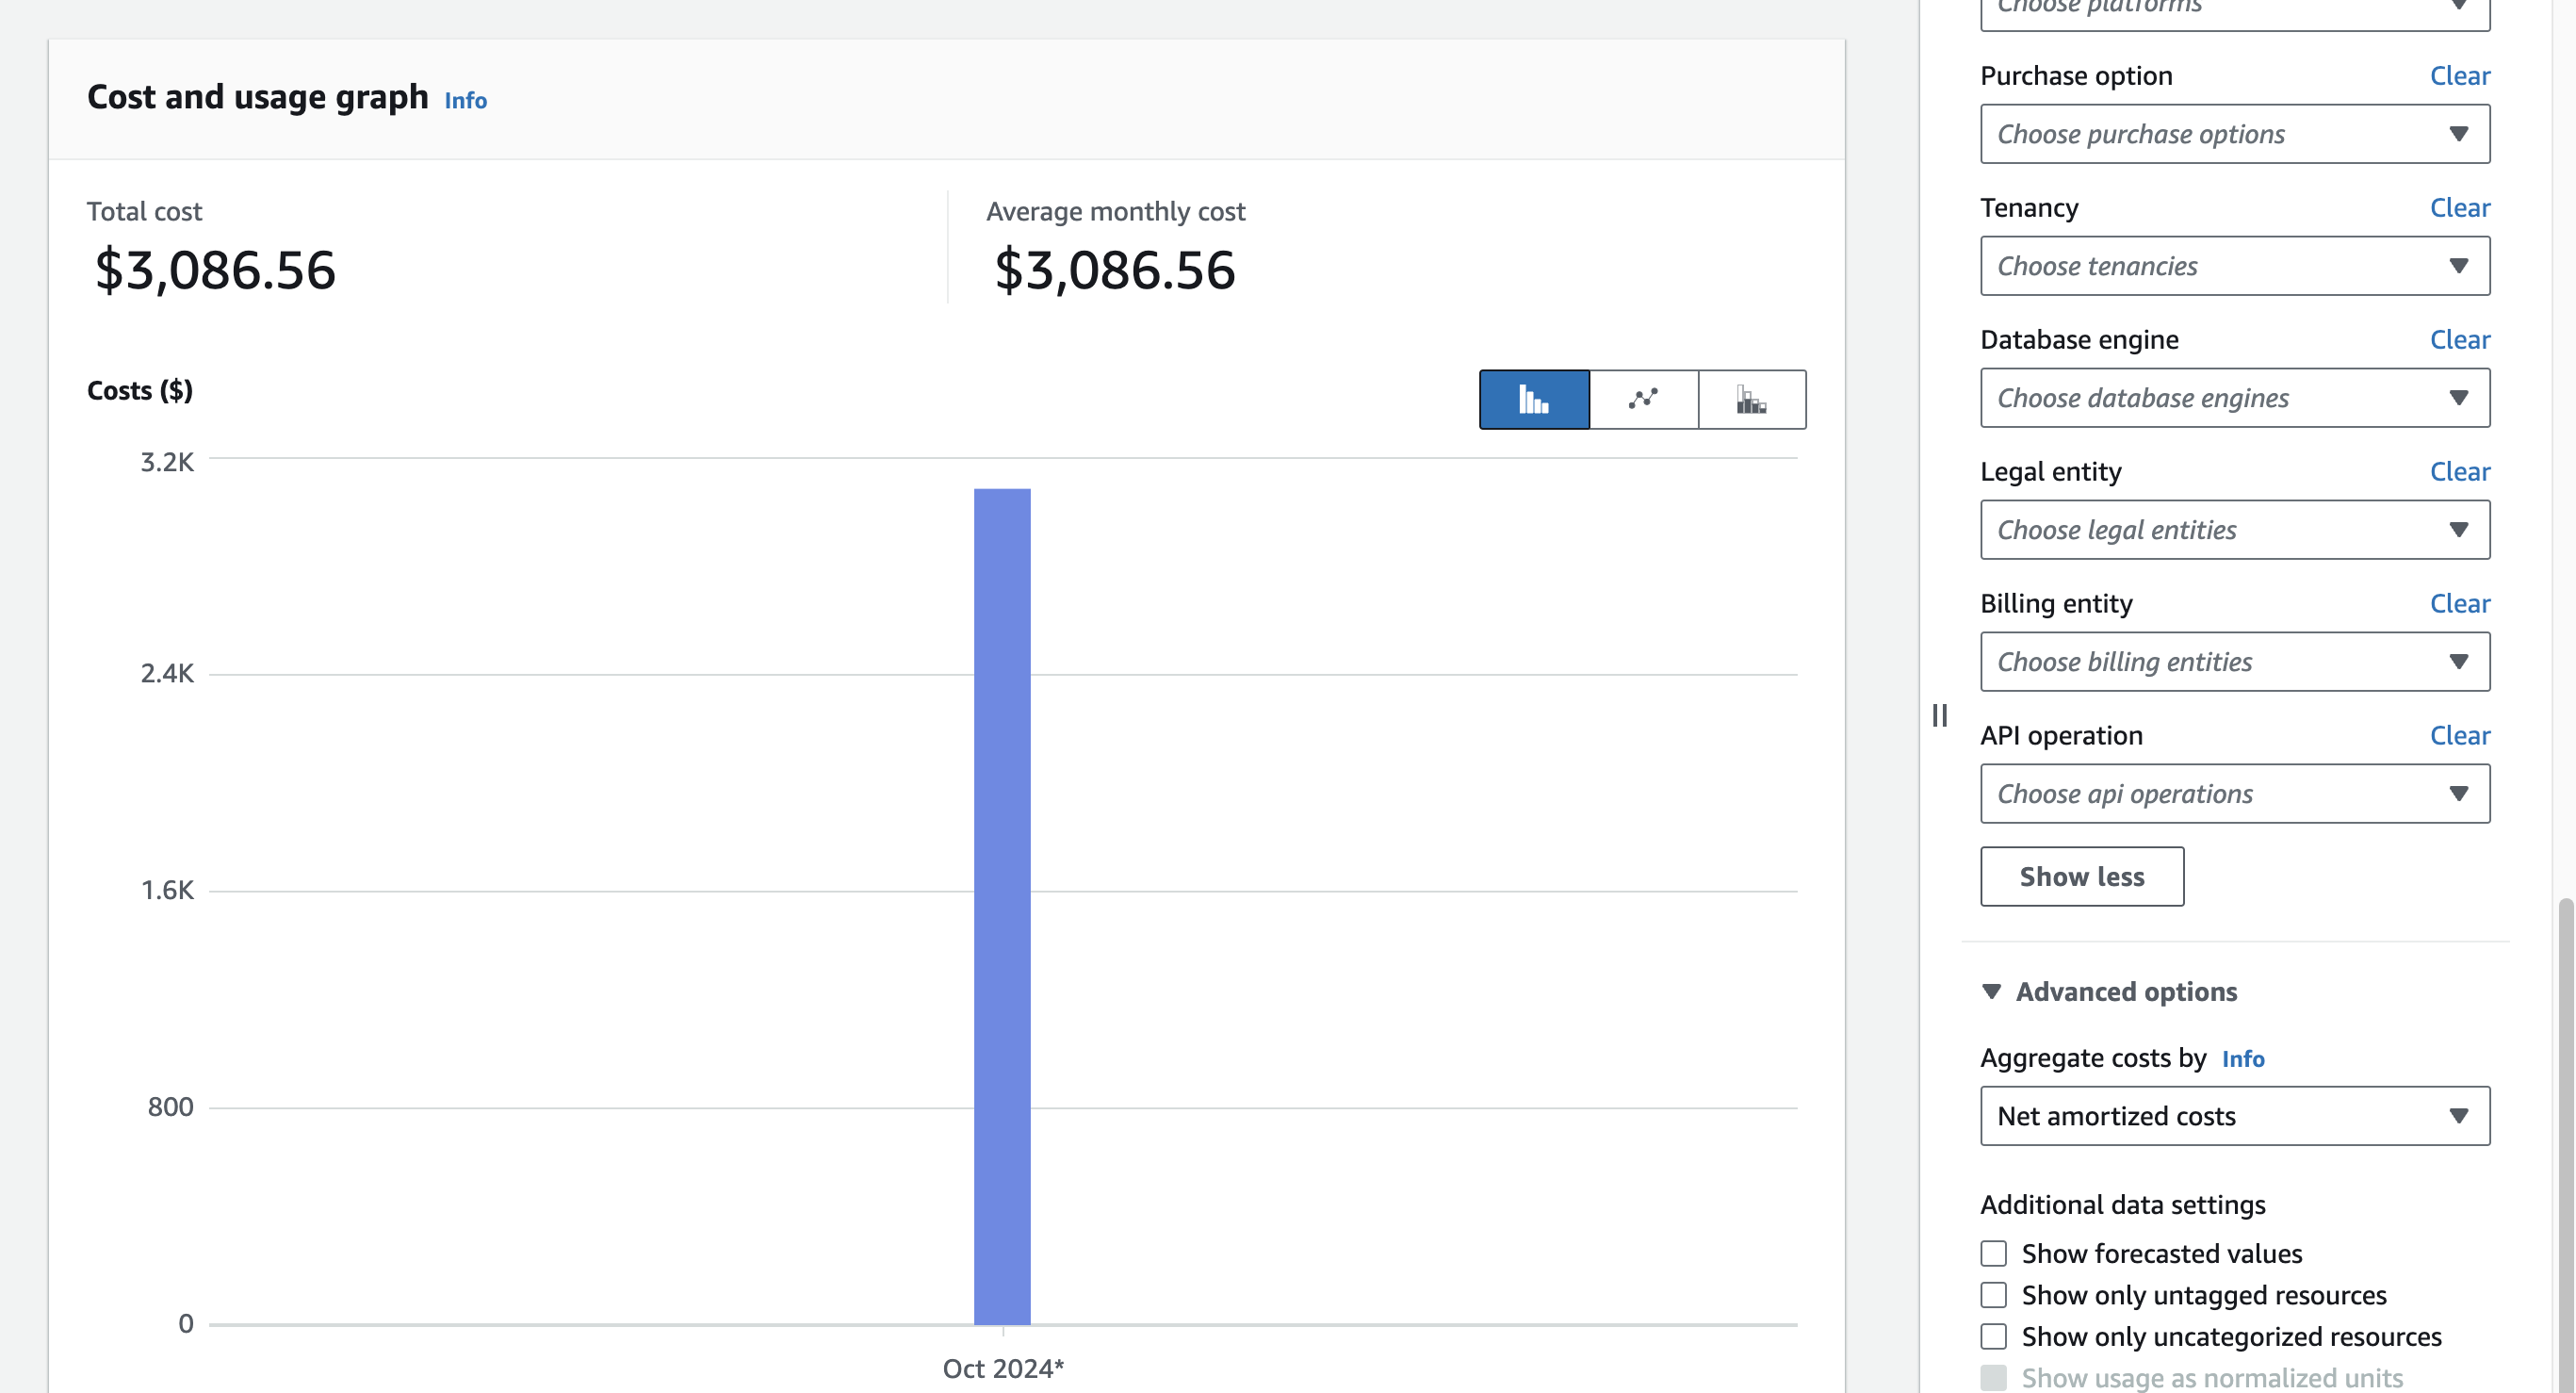 Cost and usage graph Info
Total cost
$3,086.56
Average monthly cost
$3,086.56
Costs ($)
3.2K
2.4K
1.6K
800
0
Oct 2024*
Choose platforms
Purchase option Clear
Choose purchase options
Tenancy Clear
Choose tenancies
Database engine Clear
Choose database engines
Legal entity Clear
Choose legal entities
Billing entity Clear
Choose billing entities
API operation Clear
Choose api operations
Show less
Advanced options
Aggregate costs by Info
Net amortized costs
Additional data settings
Show forecasted values
Show only untagged resources
Show only uncategorized resources
Show usage as normalized units